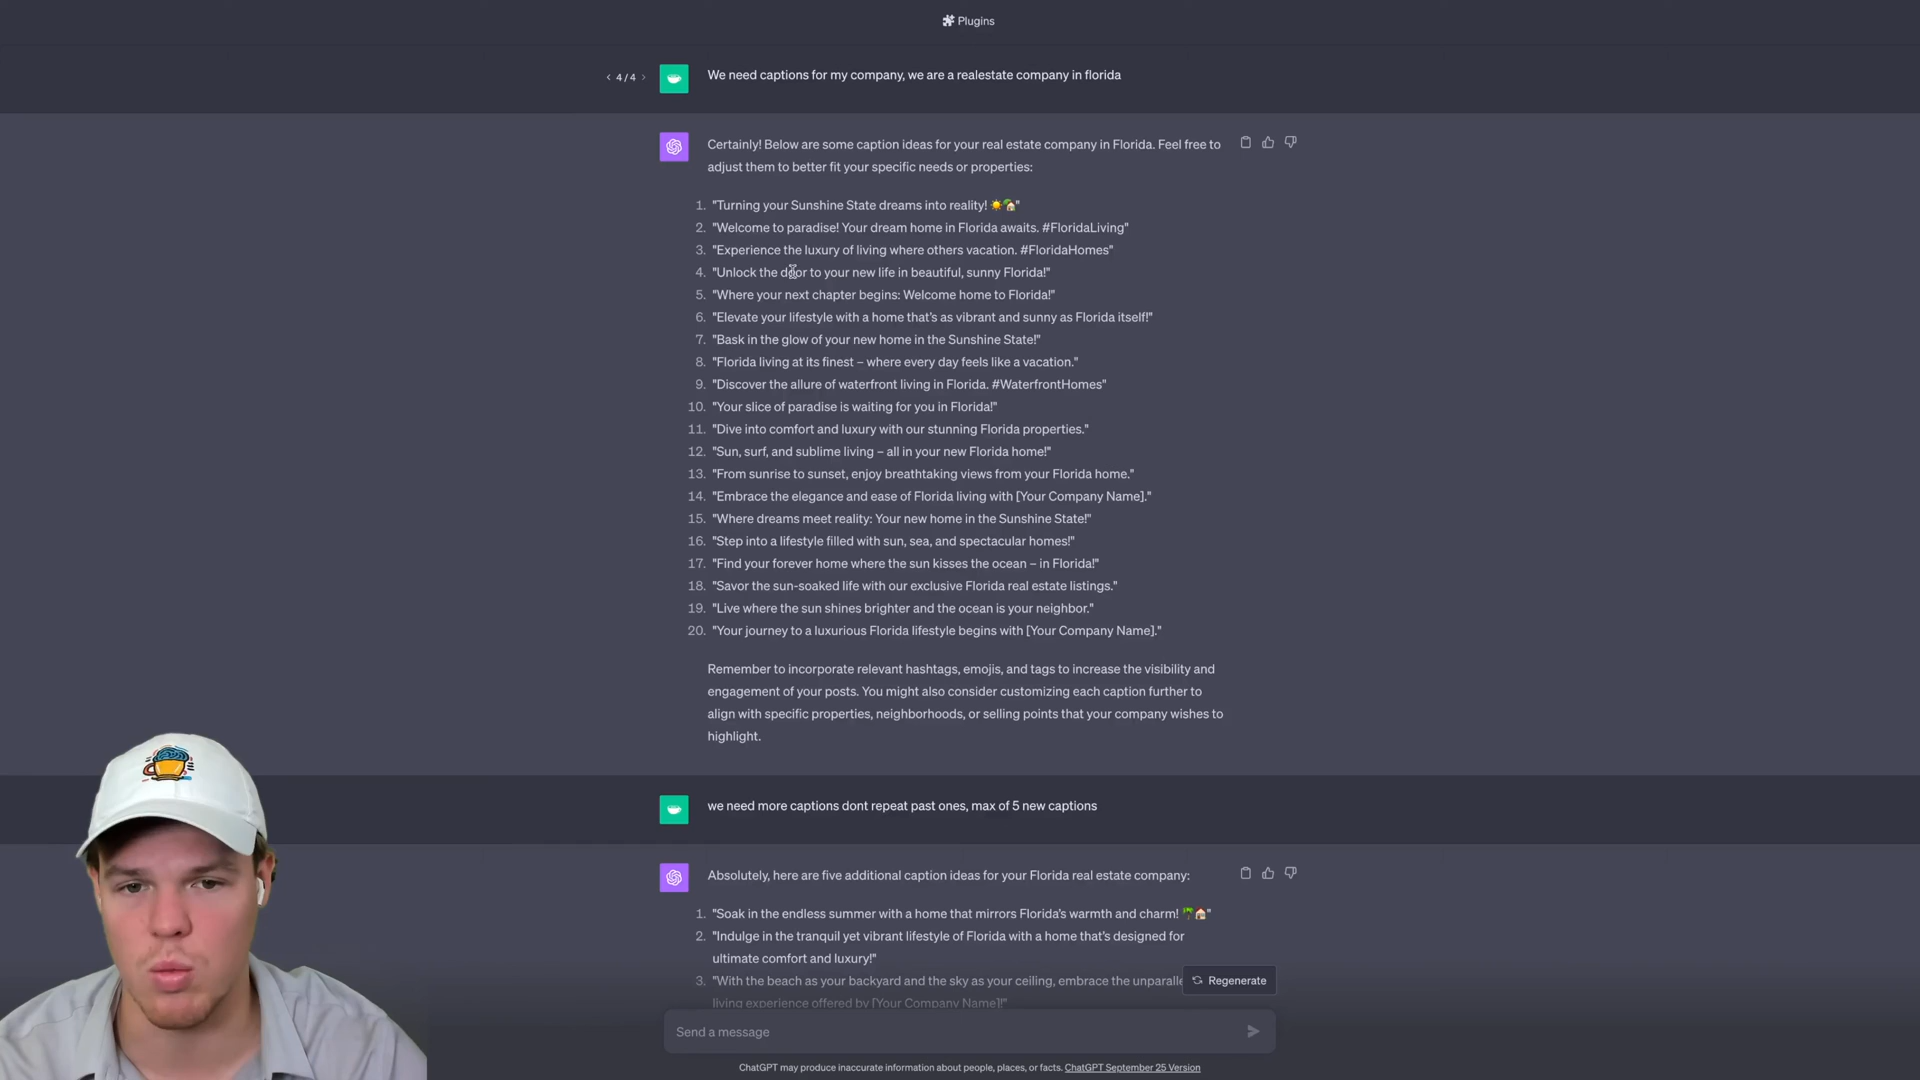 Plugins
< 4 / 4 >
We need captions for my company, we are a realestate company in florida
Certainly! Below are some caption ideas for your real estate company in Florida. Feel free to
adjust them to better fit your specific needs or properties:
1. "Turning your Sunshine State dreams into reality! ☀️🏡"
2. "Welcome to paradise! Your dream home in Florida awaits. #FloridaLiving"
3. "Experience the luxury of living where others vacation. #FloridaHomes"
4. "Unlock the door to your new life in beautiful, sunny Florida!"
5. "Where your next chapter begins: Welcome home to Florida!"
6. "Elevate your lifestyle with a home that's as vibrant and sunny as Florida itself!"
7. "Bask in the glow of your new home in the Sunshine State!"
8. "Florida living at its finest – where every day feels like a vacation."
9. "Discover the allure of waterfront living in Florida. #WaterfrontHomes"
10. "Your slice of paradise is waiting for you in Florida!"
11. "Dive into comfort and luxury with our stunning Florida properties."
12. "Sun, surf, and sublime living – all in your new Florida home!"
13. "From sunrise to sunset, enjoy breathtaking views from your Florida home."
14. "Embrace the elegance and ease of Florida living with [Your Company Name]."
15. "Where dreams meet reality: Your new home in the Sunshine State!"
16. "Step into a lifestyle filled with sun, sea, and spectacular homes!"
17. "Find your forever home where the sun kisses the ocean – in Florida!"
18. "Savor the sun-soaked life with our exclusive Florida real estate listings."
19. "Live where the sun shines brighter and the ocean is your neighbor."
20. "Your journey to a luxurious Florida lifestyle begins with [Your Company Name]."
Remember to incorporate relevant hashtags, emojis, and tags to increase the visibility and
engagement of your posts. You might also consider customizing each caption further to
align with specific properties, neighborhoods, or selling points that your company wishes to
highlight.
we need more captions dont repeat past ones, max of 5 new captions
Absolutely, here are five additional caption ideas for your Florida real estate company:
1. "Soak in the endless summer with a home that mirrors Florida's warmth and charm! 🌴🏠"
2. "Indulge in the tranquil yet vibrant lifestyle of Florida with a home that's designed for
ultimate comfort and luxury!"
3. "With the beach as your backyard and the sky as your ceiling, embrace the unparalle
living experience offered by [Your Company Name]!"
Regenerate
Send a message
ChatGPT may produce inaccurate information about people, places, or facts. ChatGPT September 25 Version